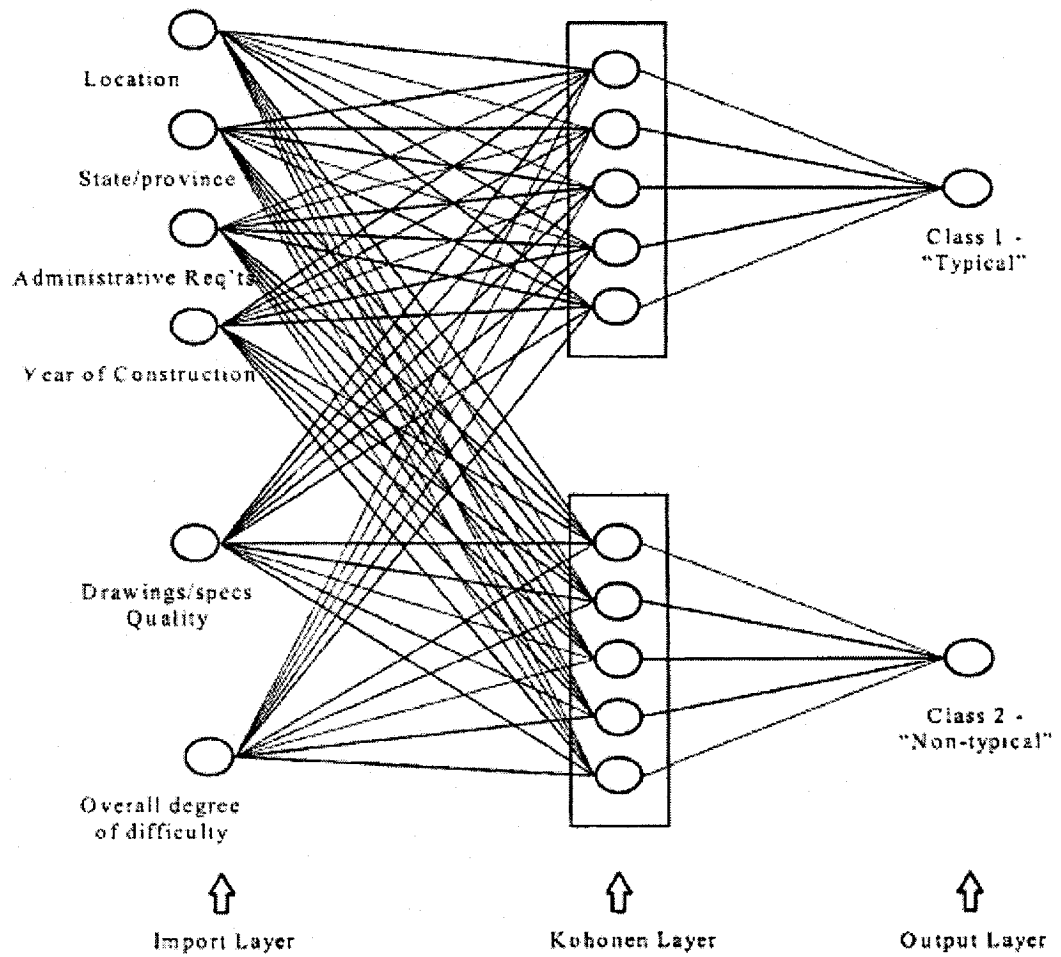 Location
State/province
Administrative Req'ts
Year of Construction
Drawings/specs
Quality
Overall degree
of difficulty
Class 1 -
"Typical"
Class 2 -
"Non-typical"
Import Layer
Kohonen Layer
Output Layer